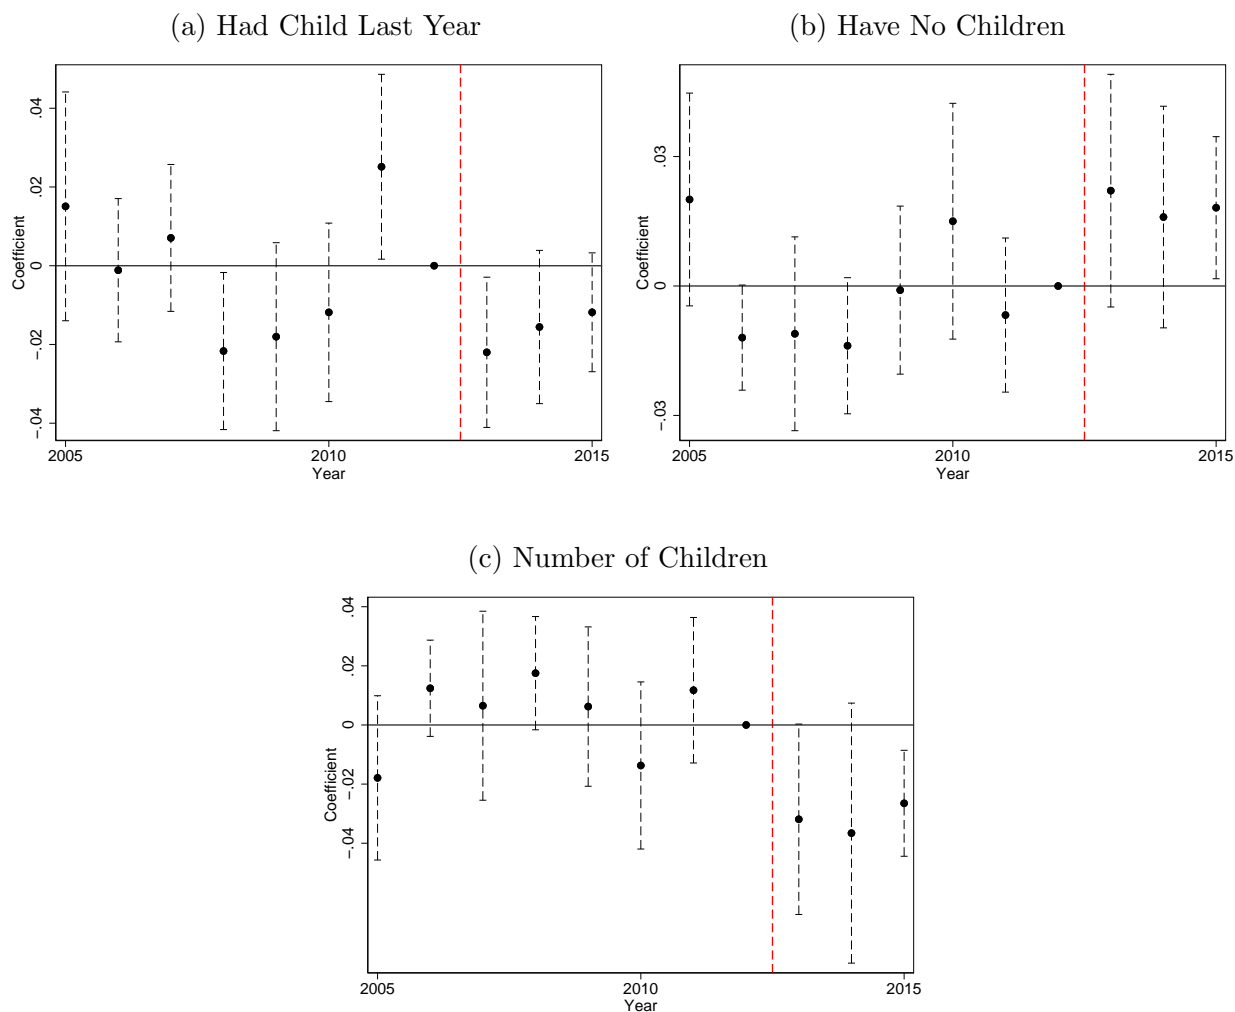 (a) Had Child Last Year
.04
.02
0
-.02
-.04
Coefficient
2005
2010
2015
Year
(b) Have No Children
.03
0
-.03
Coefficient
2005
2010
2015
Year
(c) Number of Children
.04
.02
0
-.02
-.04
Coefficient
2005
2010
2015
Year